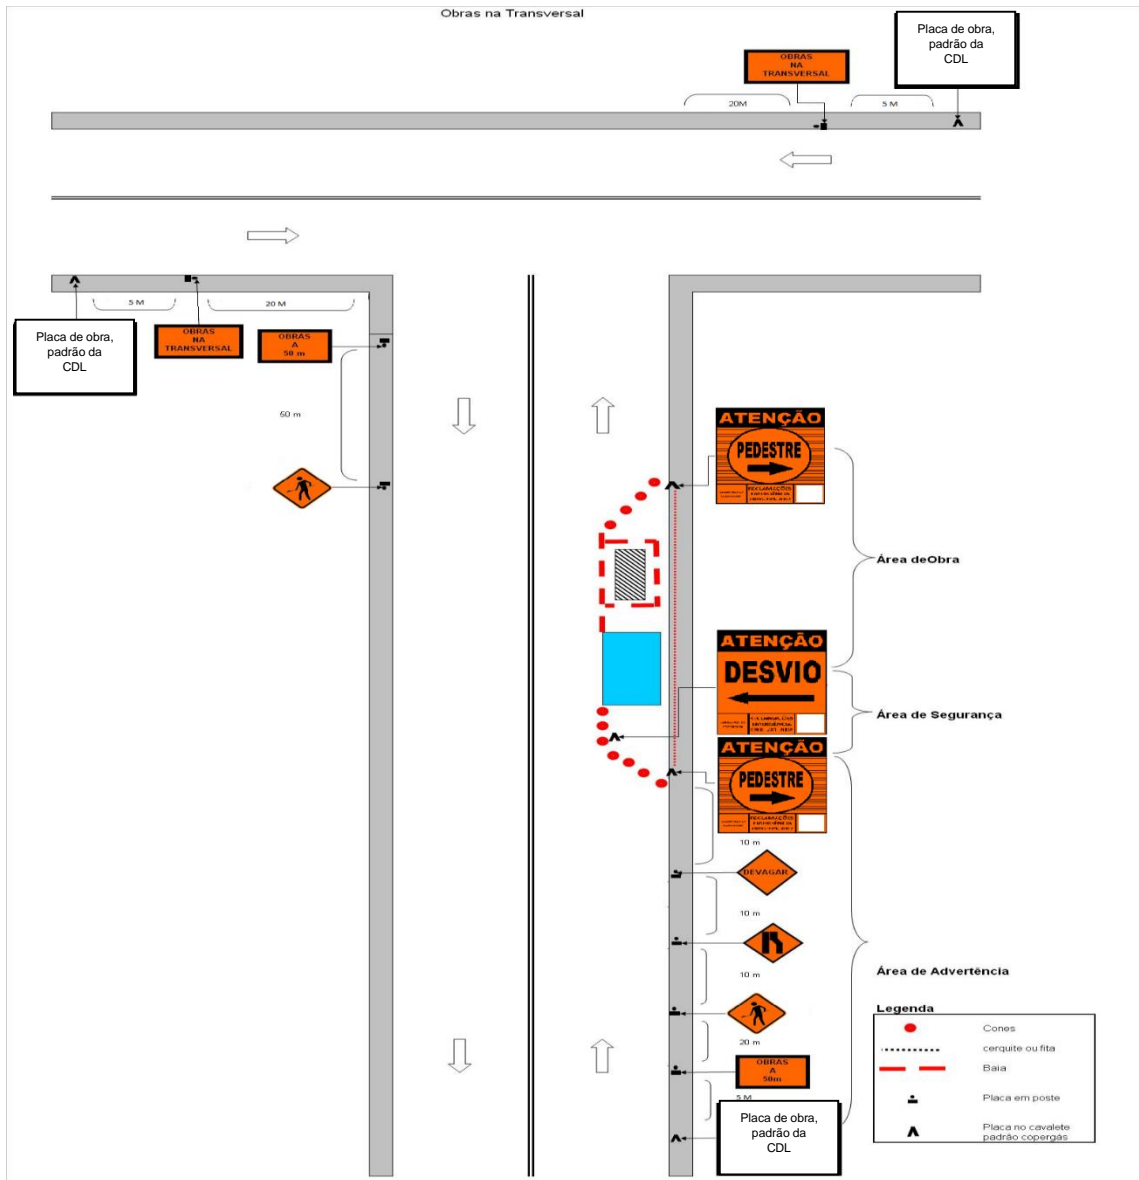 Obras na Transversal
Placa de obra,
padrão da
CDL
OBRAS
NA
TRANSVERSAL
20M
5 M
5 M
20 M
Placa de obra,
padrão da
CDL
OBRAS
NA
TRANSVERSAL
OBRAS
A
50 m
60 m
ATENÇÃO
PEDESTRE
RECLAMAÇÕES
Área deObra
ATENÇÃO
DESVIO
Área de Segurança
ATENÇÃO
PEDESTRE
RECLAMAÇÕES
10 m
DEVAGAR
10 m
10 m
Área de Advertência
20 m
OBRAS
A
50m
5 M
Placa de obra,
padrão da
CDL
Legenda
Cones
cerquite ou fita
Baia
Placa em poste
Placa no cavalete
padrão copergás